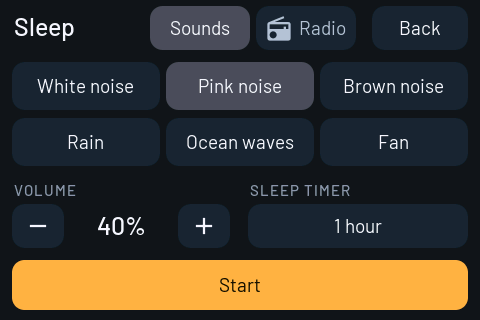 Sleep Sounds Radio Back
White noise Pink noise Brown noise
Rain Ocean waves Fan
VOLUME SLEEP TIMER
− 40% + 1 hour
Start